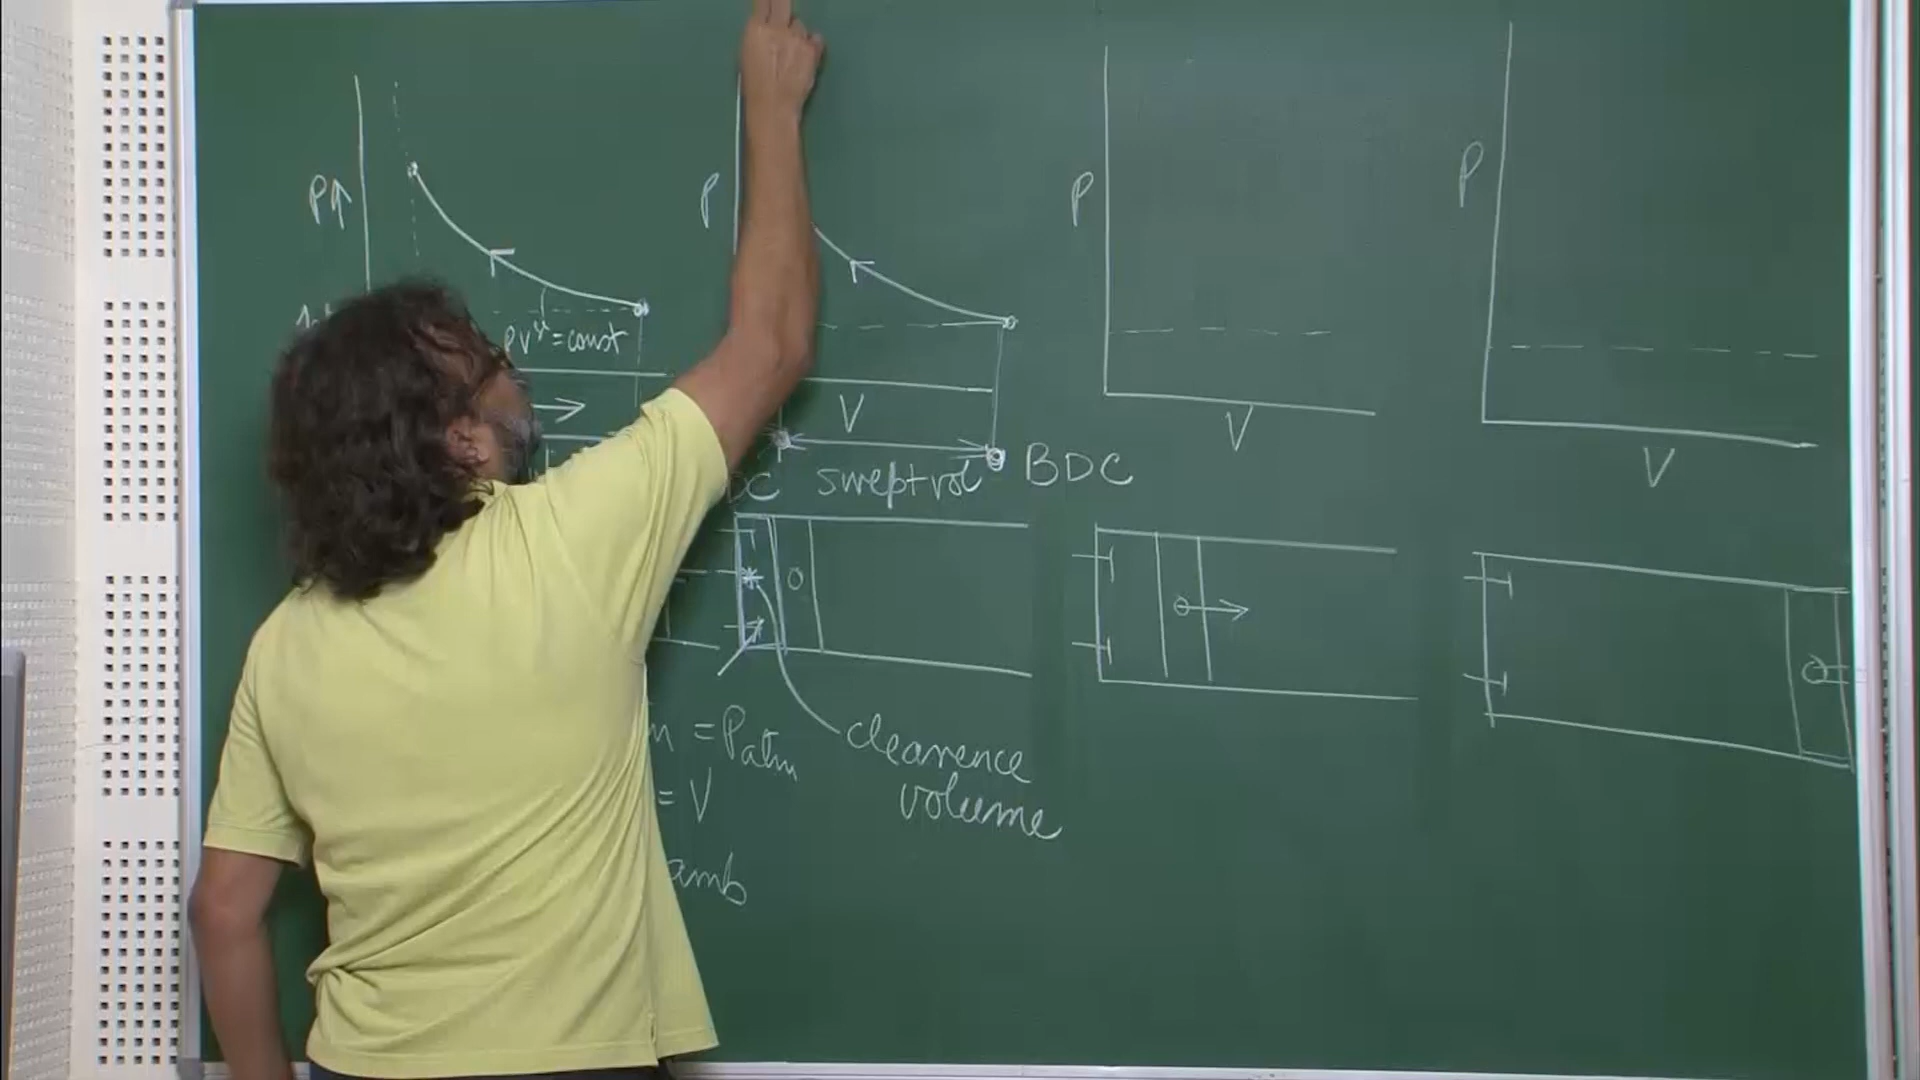 P
PV^γ = const
P
V
swept vol
BDC
P
V
P
V
= Patm
= V
amb
clearence
volume